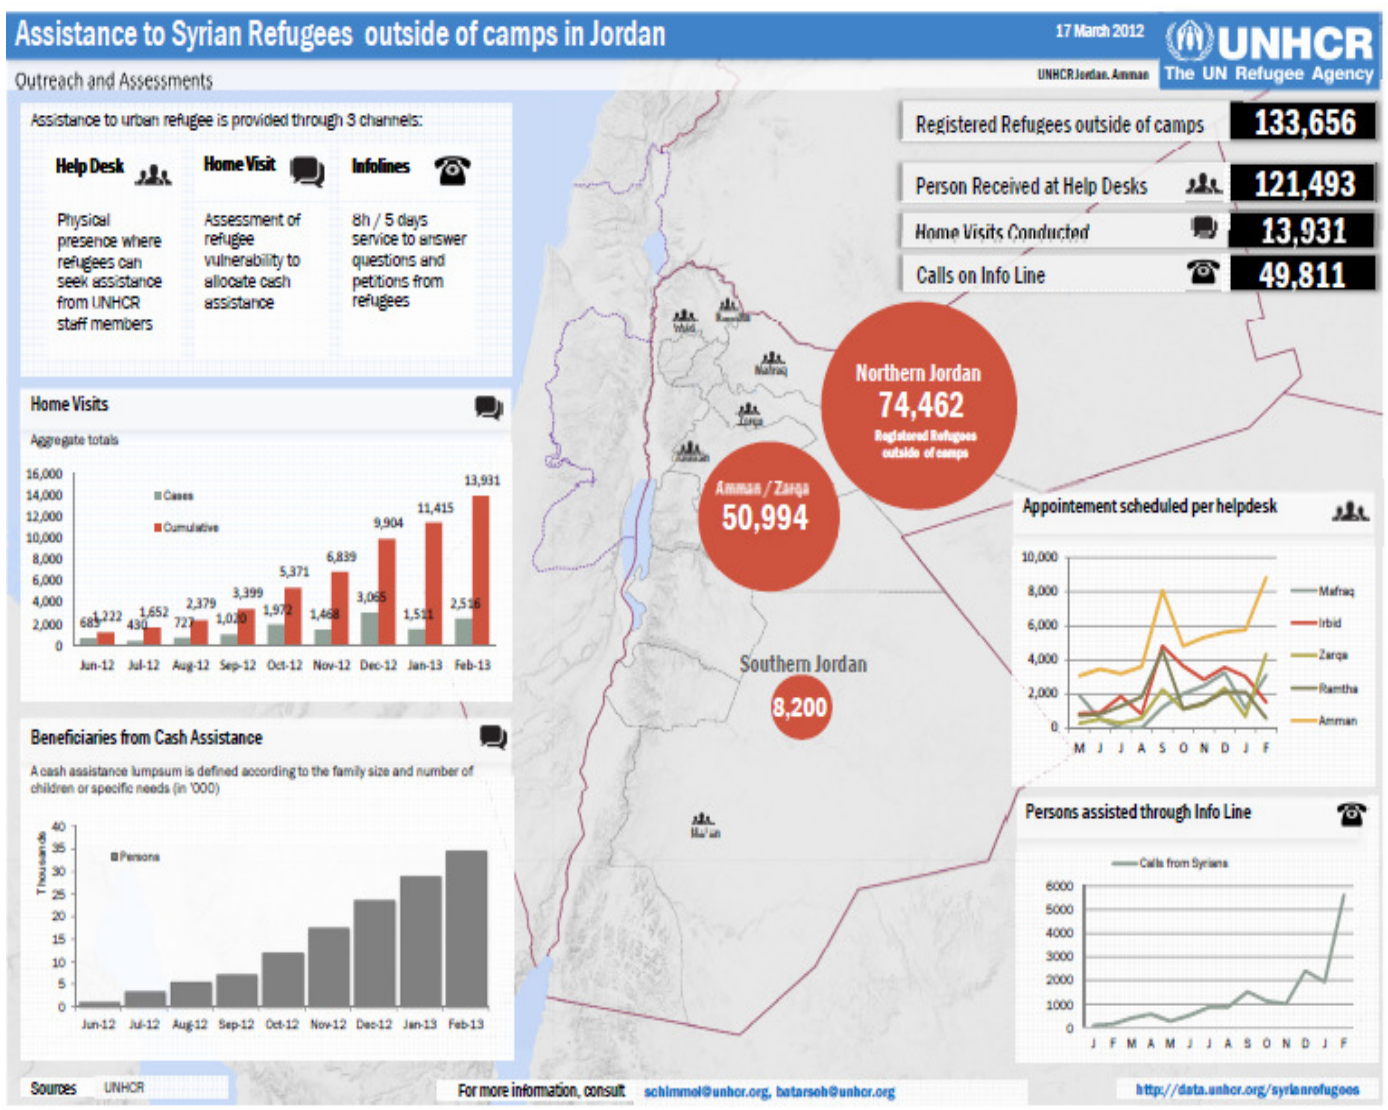 Assistance to Syrian Refugees outside of camps in Jordan
17 March 2012
UNHCR
The UN Refugee Agency
UNHCR Jordan. Amman
Outreach and Assessments
Assistance to urban refugee is provided through 3 channels:
Help Desk
Physical
presence where
refugees can
seek assistance
from UNHCR
staff members
Home Visit
Assessment of
refugee
vulnerability to
allocate cash
assistance
Infolines
8h / 5 days
service to answer
questions and
petitions from
refugees
Registered Refugees outside of camps 133,656
Person Received at Help Desks 121,493
Home Visits Conducted 13,931
Calls on Info Line 49,811
Irbid
Ramtha
Mafraq
Zarqa
Ma'an
Northern Jordan
74,462
Registered Refugees
outside of camps
Amman / Zarqa
50,994
Southern Jordan
8,200
Home Visits
Aggregate totals
16,000
14,000
12,000
10,000
8,000
6,000
4,000
2,000
0
Cases
Cumulative
683 1,222
430 1,652
727 2,379
1,020 3,399
1,972 5,371
1,468 6,839
3,065 9,904
1,511 11,415
2,516 13,931
Jun-12 Jul-12 Aug-12 Sep-12 Oct-12 Nov-12 Dec-12 Jan-13 Feb-13
Beneficiaries from Cash Assistance
A cash assistance lumpsum is defined according to the family size and number of
children or specific needs (in '000)
Thousands
40
35
30
25
20
15
10
5
0
Persons
Jun-12 Jul-12 Aug-12 Sep-12 Oct-12 Nov-12 Dec-12 Jan-13 Feb-13
Appointement scheduled per helpdesk
10,000
8,000
6,000
4,000
2,000
0
M J J A S O N D J F
Mafraq
Irbid
Zarqa
Ramtha
Amman
Persons assisted through Info Line
Calls from Syrians
6000
5000
4000
3000
2000
1000
0
J F M A M J J A S O N D J F
Sources UNHCR
For more information, consult schimmel@unhcr.org, batarseh@unhcr.org
http://data.unhcr.org/syrianrefugees